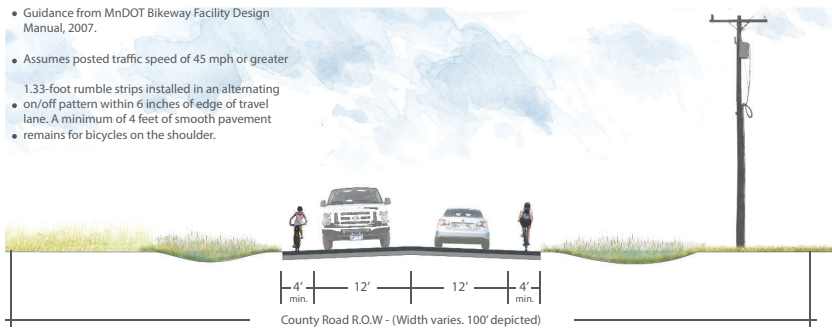 • Guidance from MnDOT Bikeway Facility Design
Manual, 2007.
• Assumes posted traffic speed of 45 mph or greater
1.33-foot rumble strips installed in an alternating
• on/off pattern within 6 inches of edge of travel
lane. A minimum of 4 feet of smooth pavement
• remains for bicycles on the shoulder.
4' 12' 12' 4'
min. min.
County Road R.O.W - (Width varies. 100' depicted)